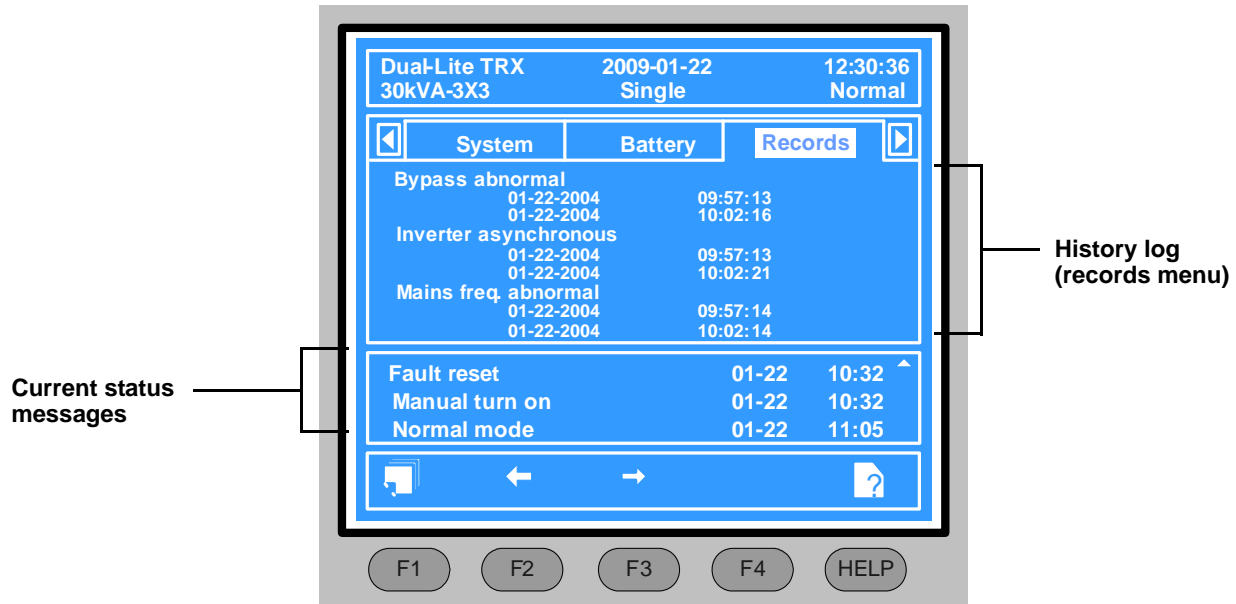 Dual-Lite TRX 2009-01-22 12:30:36
30kVA-3X3 Single Normal
System Battery Records
Bypass abnormal
01-22-2004 09:57:13
01-22-2004 10:02:16
Inverter asynchronous
01-22-2004 09:57:13
01-22-2004 10:02:21
Mains freq. abnormal
01-22-2004 09:57:14
01-22-2004 10:02:14
History log
(records menu)
Current status
messages
Fault reset 01-22 10:32
Manual turn on 01-22 10:32
Normal mode 01-22 11:05
?
F1 F2 F3 F4 HELP